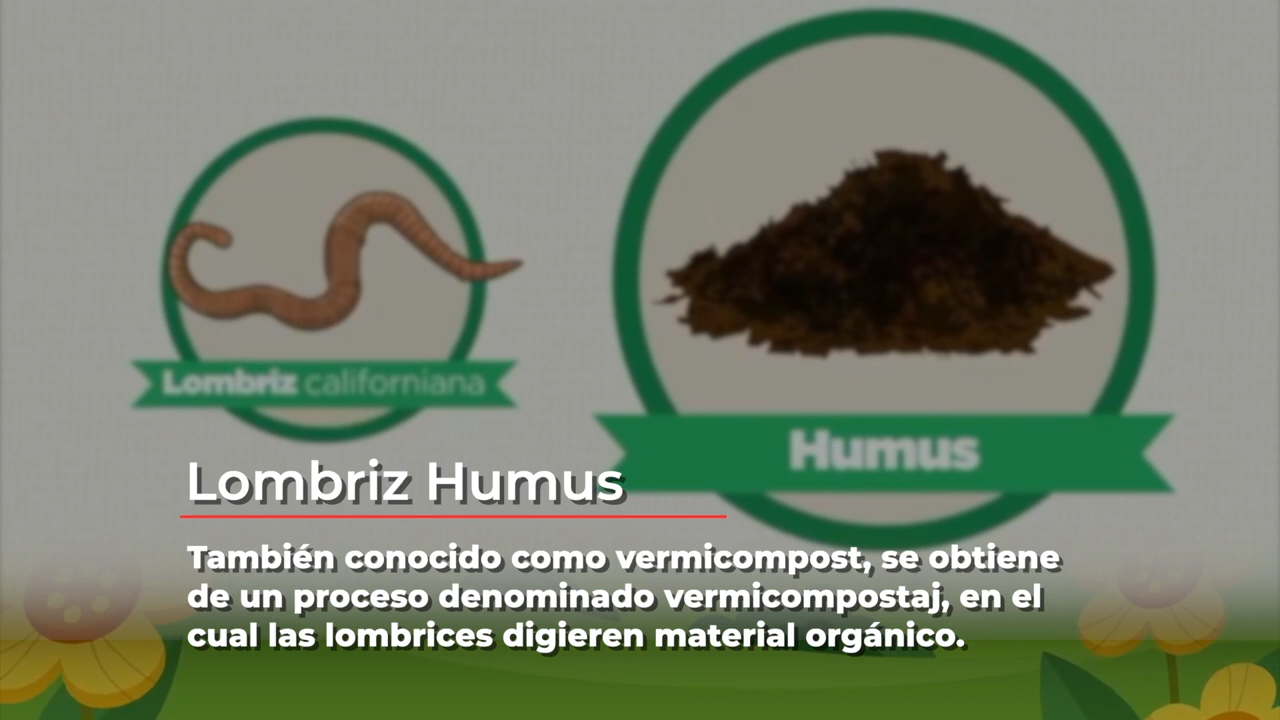 Lombriz californiana
Humus
Lombriz Humus
También conocido como vermicompost, se obtiene
de un proceso denominado vermicompostaj, en el
cual las lombrices digieren material orgánico.